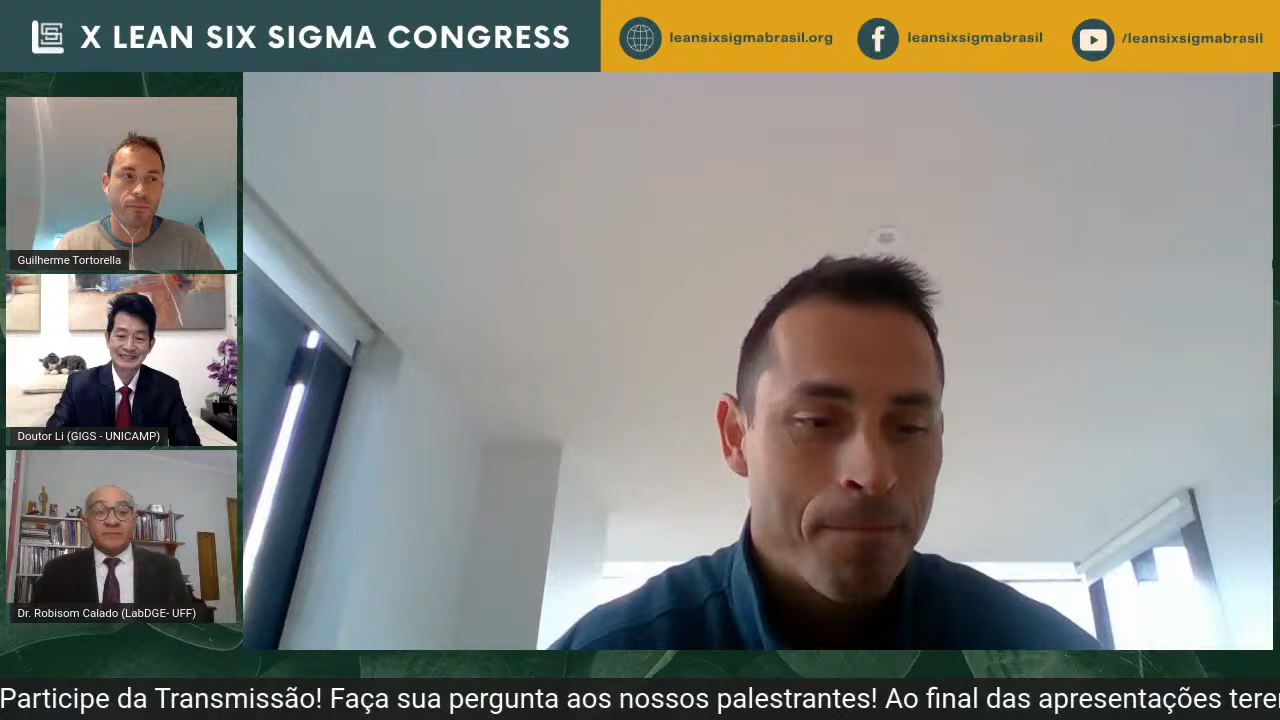 X LEAN SIX SIGMA CONGRESS
leansixsigmabrasil.org
leansixsigmabrasil
/leansixsigmabrasil
Guilherme Tortorella
Doutor Li (GIGS - UNICAMP)
Dr. Robisom Calado (LabDGE- UFF)
Participe da Transmissão! Faça sua pergunta aos nossos palestrantes! Ao final das apresentações